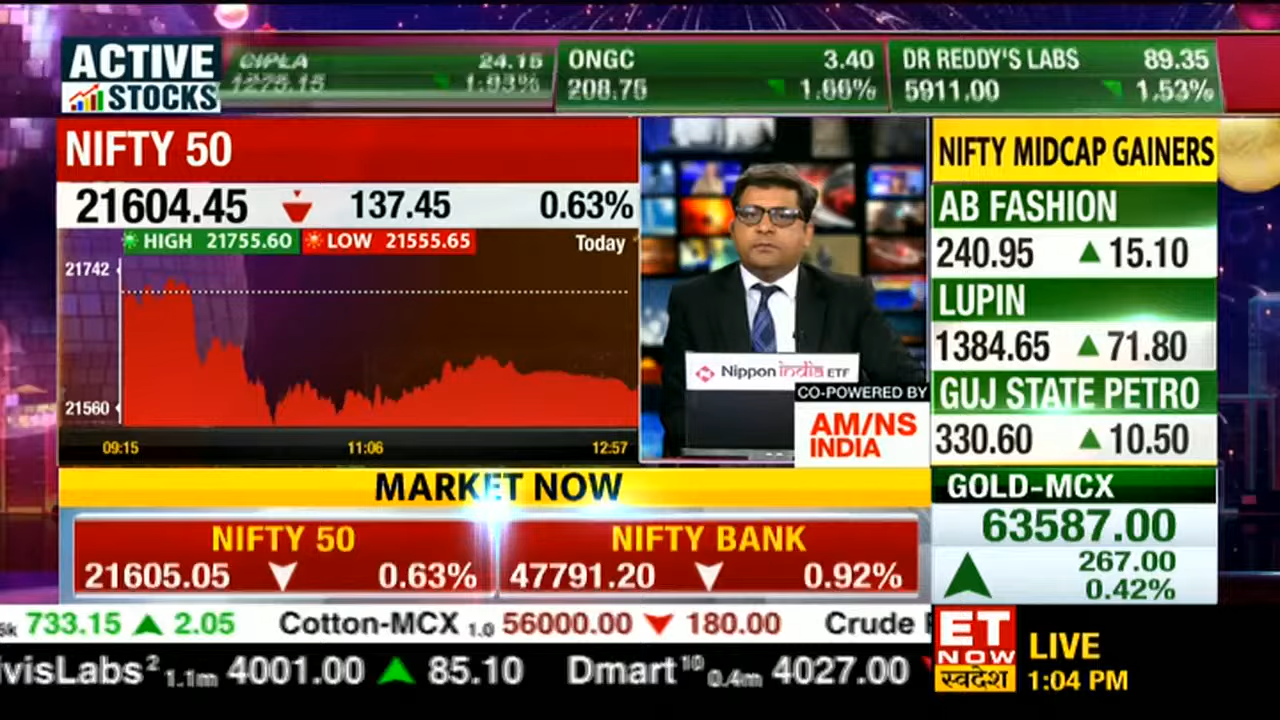 ACTIVE
STOCKS
CIPLA 24.15
1275.15 1.93%
ONGC 3.40
208.75 1.66%
DR REDDY'S LABS 89.35
5911.00 1.53%
NIFTY 50
21604.45 137.45 0.63%
HIGH 21755.60 LOW 21555.65 Today
21742
21560
09:15 11:06 12:57
Nippon india ETF
CO-POWERED BY
AM/NS
INDIA
NIFTY MIDCAP GAINERS
AB FASHION
240.95 15.10
LUPIN
1384.65 71.80
GUJ STATE PETRO
330.60 10.50
GOLD-MCX
63587.00
267.00
0.42%
MARKET NOW
NIFTY 50
21605.05 0.63%
NIFTY BANK
47791.20 0.92%
733.15 2.05 Cotton-MCX 1.0 56000.00 180.00 Crude
ivisLabs² 1.1m 4001.00 85.10 Dmart¹⁰ 0.4m 4027.00
ET
NOW
स्वदेश
LIVE
1:04 PM